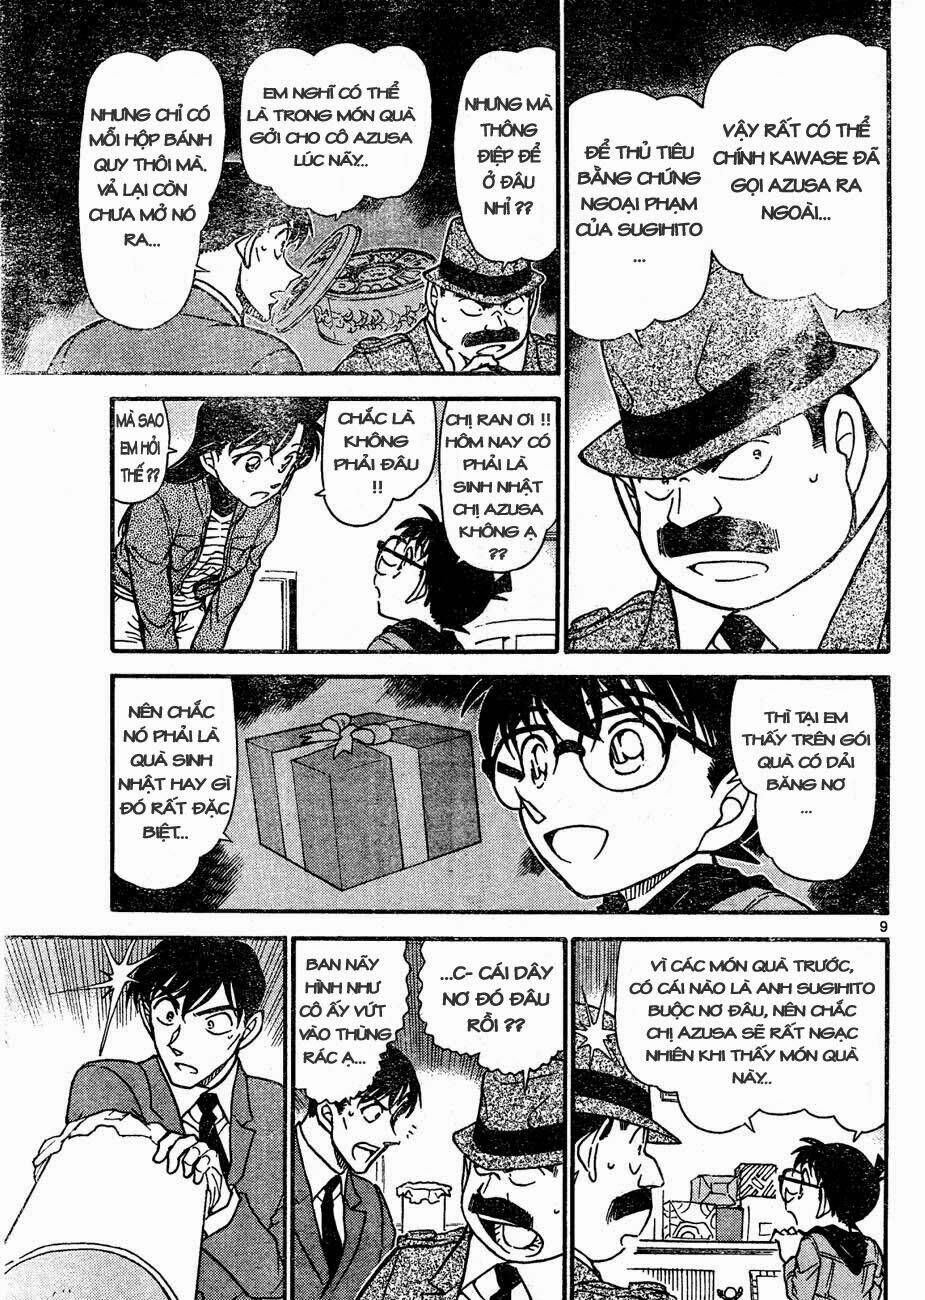 VẬY RẤT CÓ THỂ
CHÍNH KAWASE ĐÃ
GỌI AZUSA RA
NGOÀI...
ĐỂ THỦ TIÊU
BẰNG CHỨNG
NGOẠI PHẠM
CỦA SUGIHITO
...
NHƯNG MÀ
THÔNG
ĐIỆP ĐỂ
Ở ĐÂU
NHỈ ??
EM NGHĨ CÓ THỂ
LÀ TRONG MÓN QUÀ
GỞI CHO CÔ AZUSA
LÚC NÃY..
NHƯNG CHỈ CÓ
MỖI HỘP BÁNH
QUY THÔI MÀ.
VẢ LẠI CÒN
CHƯA MỞ NÓ
RA...
CHỊ RAN ƠI !!
HÔM NAY CÓ
PHẢI LÀ
SINH NHẬT
CHỊ AZUSA
KHÔNG Ạ
??
CHẮC LÀ
KHÔNG
PHẢI ĐÂU
!!
MÀ SAO
EM HỎI
THẾ ??
THÌ TẠI EM
THẤY TRÊN GÓI
QUÀ CÓ DẢI
BĂNG NƠ
...
NÊN CHẮC
NÓ PHẢI LÀ
QUÀ SINH
NHẬT HAY GÌ
ĐÓ RẤT ĐẶC
BIỆT...
9
VÌ CÁC MÓN QUÀ TRƯỚC,
CÓ CÁI NÀO LÀ ANH SUGIHITO
BUỘC NƠ ĐÂU, NÊN CHẮC
CHỊ AZUSA SẼ RẤT NGẠC
NHIÊN KHI THẤY MÓN QUÀ
NÀY..
...C- CÁI DÂY
NƠ ĐÓ ĐÂU
RỒI ??
BAN NÃY
HÌNH NHƯ
CÔ ẤY VỨT
VÀO THÙNG
RÁC Ạ...